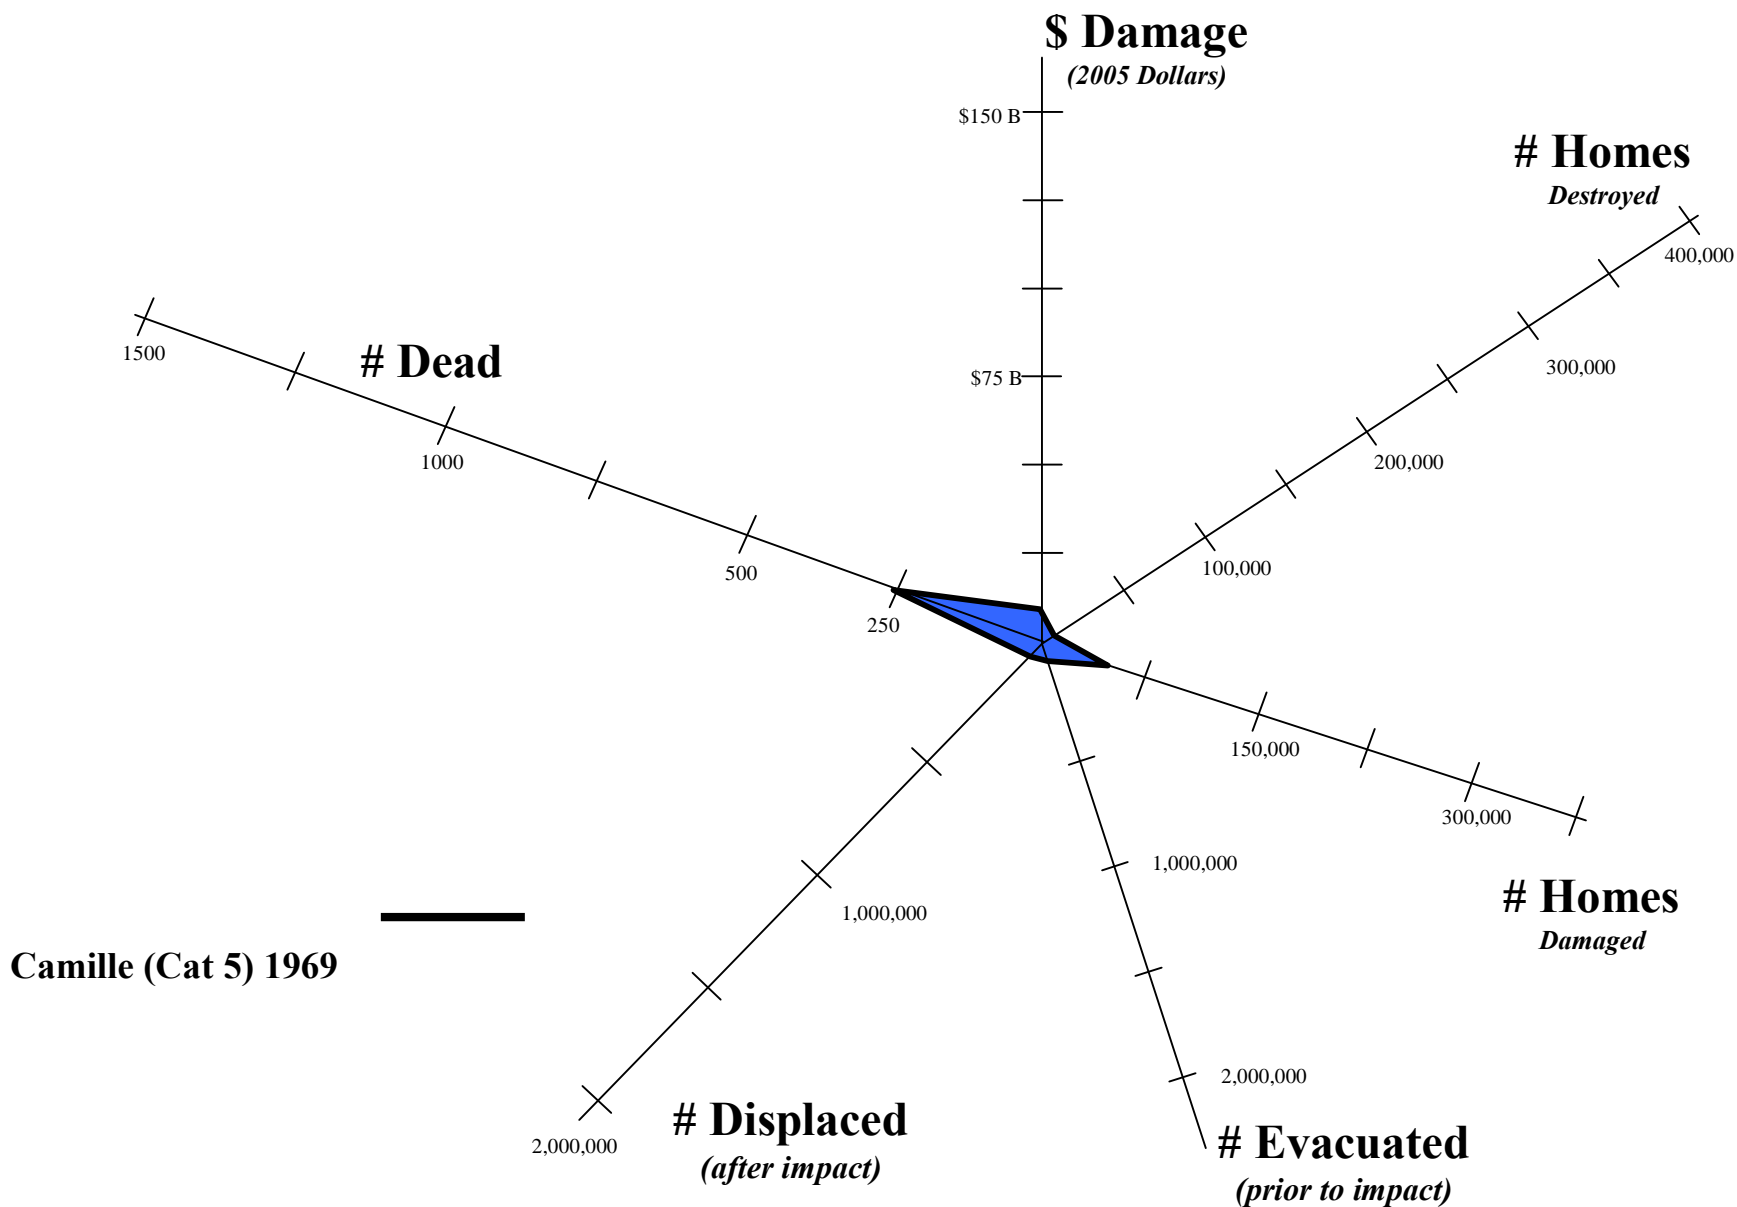 $ Damage
(2005 Dollars)
$150 B
# Homes
Destroyed
400,000
1500
# Dead
300,000
$75 B
1000
200,000
500
100,000
250
150,000
300,000
1,000,000
# Homes
Damaged
1,000,000
Camille (Cat 5) 1969
2,000,000
# Displaced
(after impact)
2,000,000
# Evacuated
(prior to impact)